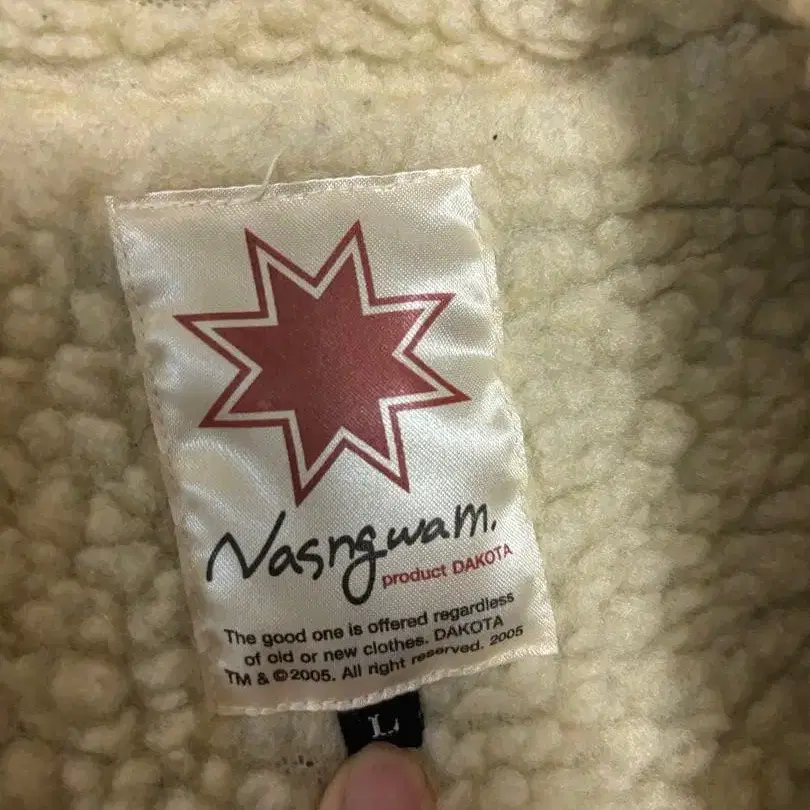 Nasngwam.
product DAKOTA
The good one is offered regardless
of old or new clothes. DAKOTA
TM & ©2005. All right reserved. 2005
L